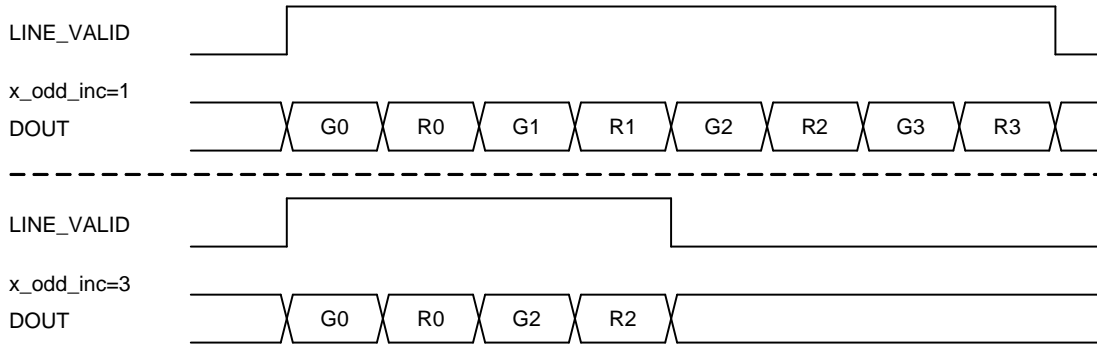 LINE_VALID
x_odd_inc=1
DOUT G0 R0 G1 R1 G2 R2 G3 R3
LINE_VALID
x_odd_inc=3
DOUT G0 R0 G2 R2